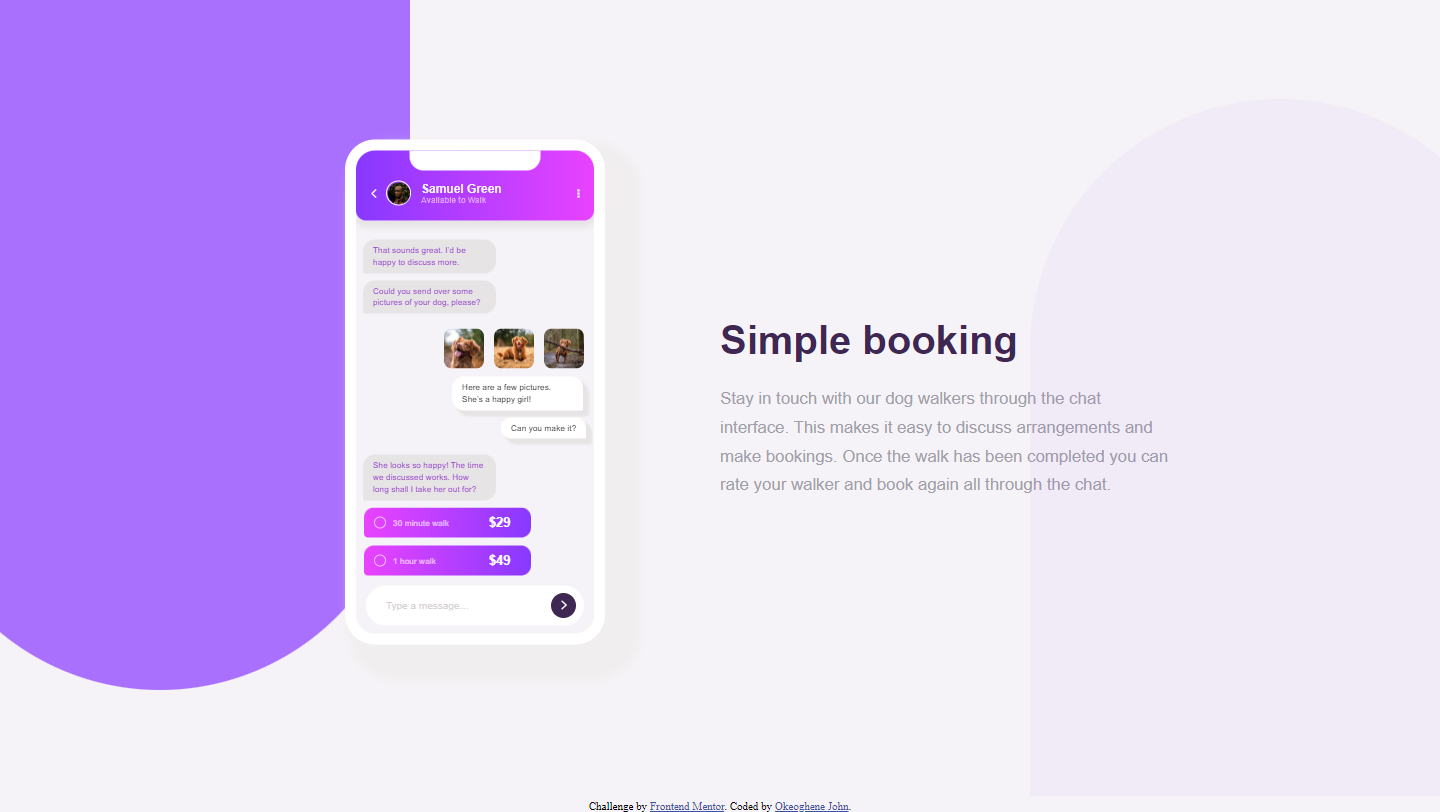 Samuel Green
Available to Walk
That sounds great. I'd be
happy to discuss more.
Could you send over some
pictures of your dog, please?
Here are a few pictures.
She's a happy girl!
Can you make it?
She looks so happy! The time
we discussed works. How
long shall I take her out for?
30 minute walk $29
1 hour walk $49
Type a message...
Simple booking
Stay in touch with our dog walkers through the chat
interface. This makes it easy to discuss arrangements and
make bookings. Once the walk has been completed you can
rate your walker and book again all through the chat.
Challenge by Frontend Mentor. Coded by Okeoghene John.